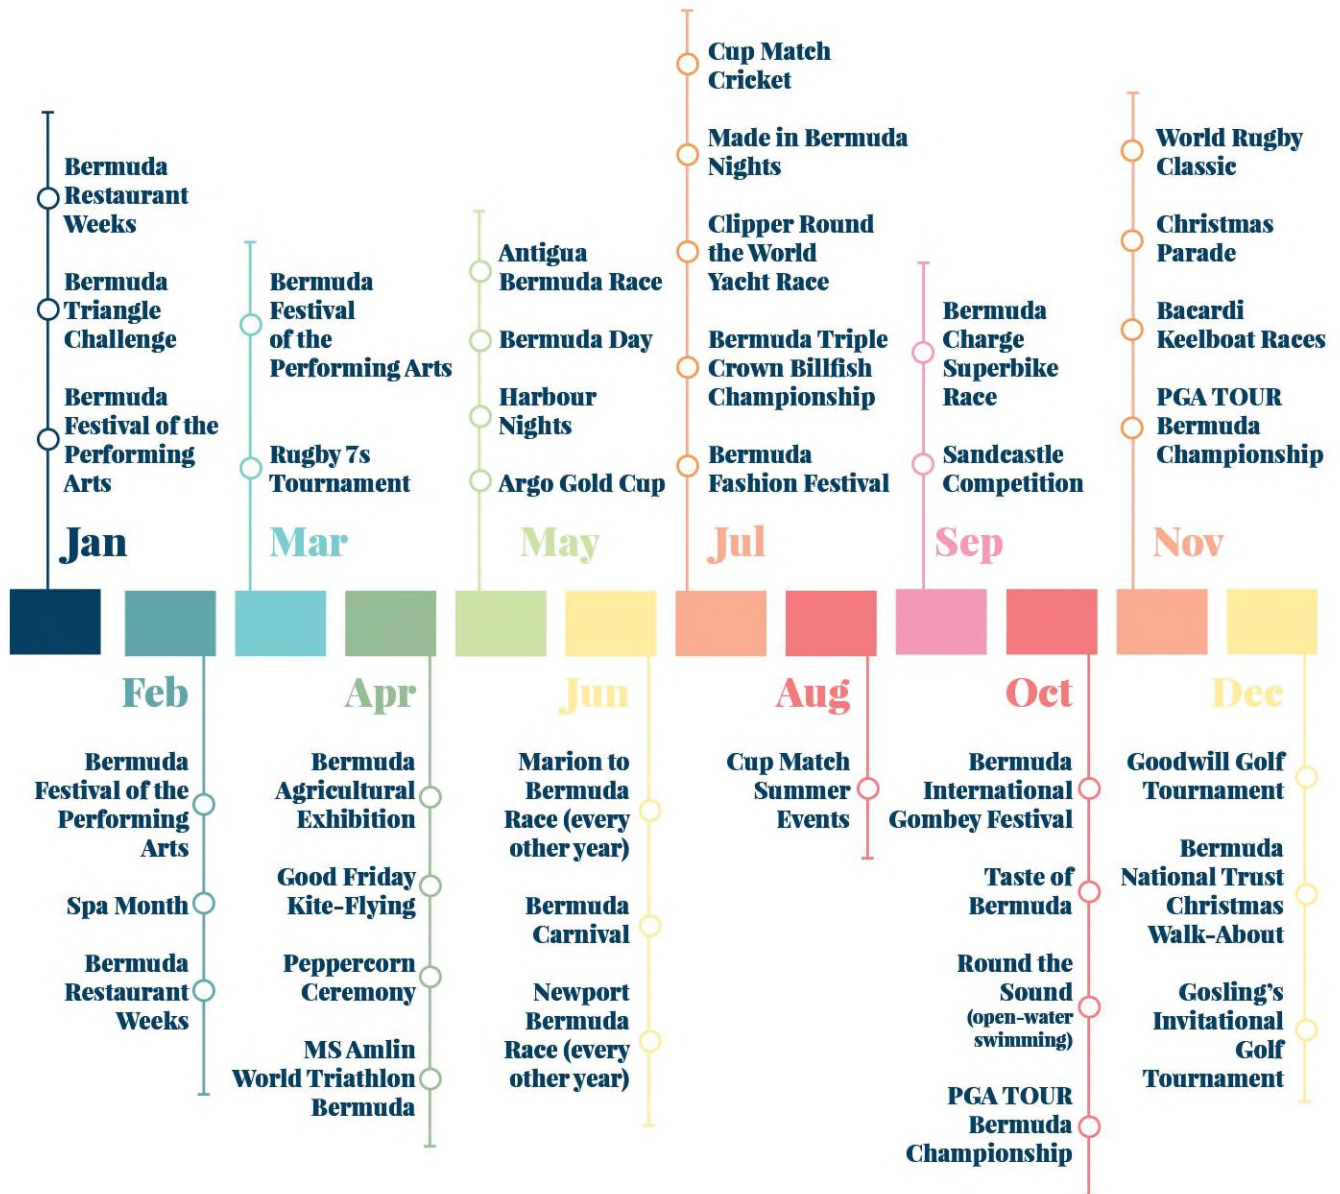 Bermuda
Restaurant
Weeks
Bermuda
Triangle
Challenge
Bermuda
Festival of the
Performing
Arts
Jan
Bermuda
Festival
of the
Performing Arts
Rugby 7s
Tournament
Mar
Antigua
Bermuda Race
Bermuda Day
Harbour
Nights
Argo Gold Cup
May
Cup Match
Cricket
Made in Bermuda
Nights
Clipper Round
the World
Yacht Race
Bermuda Triple
Crown Billfish
Championship
Bermuda
Fashion Festival
Jul
Bermuda
Charge
Superbike
Race
Sandcastle
Competition
Sep
World Rugby
Classic
Christmas
Parade
Bacardi
Keelboat Races
PGA TOUR
Bermuda
Championship
Nov
Feb
Bermuda
Festival of the
Performing
Arts
Spa Month
Bermuda
Restaurant
Weeks
Apr
Bermuda
Agricultural
Exhibition
Good Friday
Kite-Flying
Peppercorn
Ceremony
MS Amlin
World Triathlon
Bermuda
Jun
Marion to
Bermuda
Race (every
other year)
Bermuda
Carnival
Newport
Bermuda
Race (every
other year)
Aug
Cup Match
Summer
Events
Oct
Bermuda
International
Gombey Festival
Taste of
Bermuda
Round the
Sound
(open-water
swimming)
PGA TOUR
Bermuda
Championship
Dec
Goodwill Golf
Tournament
Bermuda
National Trust
Christmas
Walk-About
Gosling's
Invitational
Golf
Tournament